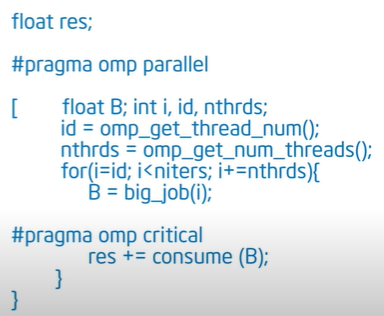 float res;
#pragma omp parallel
[ float B; int i, id, nthrds;
id = omp_get_thread_num();
nthrds = omp_get_num_threads();
for(i=id; i<niters; i+=nthrds){
B = big_job(i);
#pragma omp critical
res += consume (B);
}
}